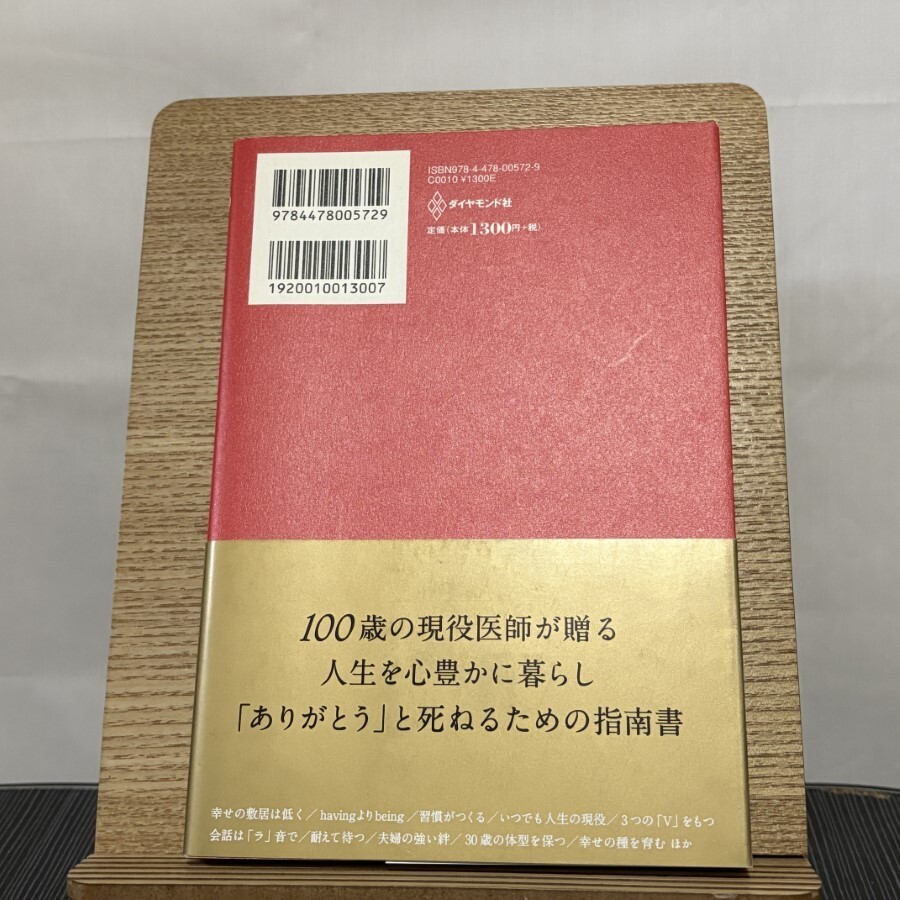 9784478005729
1920010013007
ISBN978-4-478-00572-9
C0010 ¥1300E
ダイヤモンド社
定価(本体1300円+税)
100歳の現役医師が贈る
人生を心豊かに暮らし
「ありがとう」と死ねるための指南書
幸せの敷居は低く/havingよりbeing/習慣がつくる/いつでも人生の現役/3つの「V」をもつ
会話は「ラ」音で/耐えて待つ/夫婦の強い絆/30歳の体型を保つ/幸せの種を育む ほか